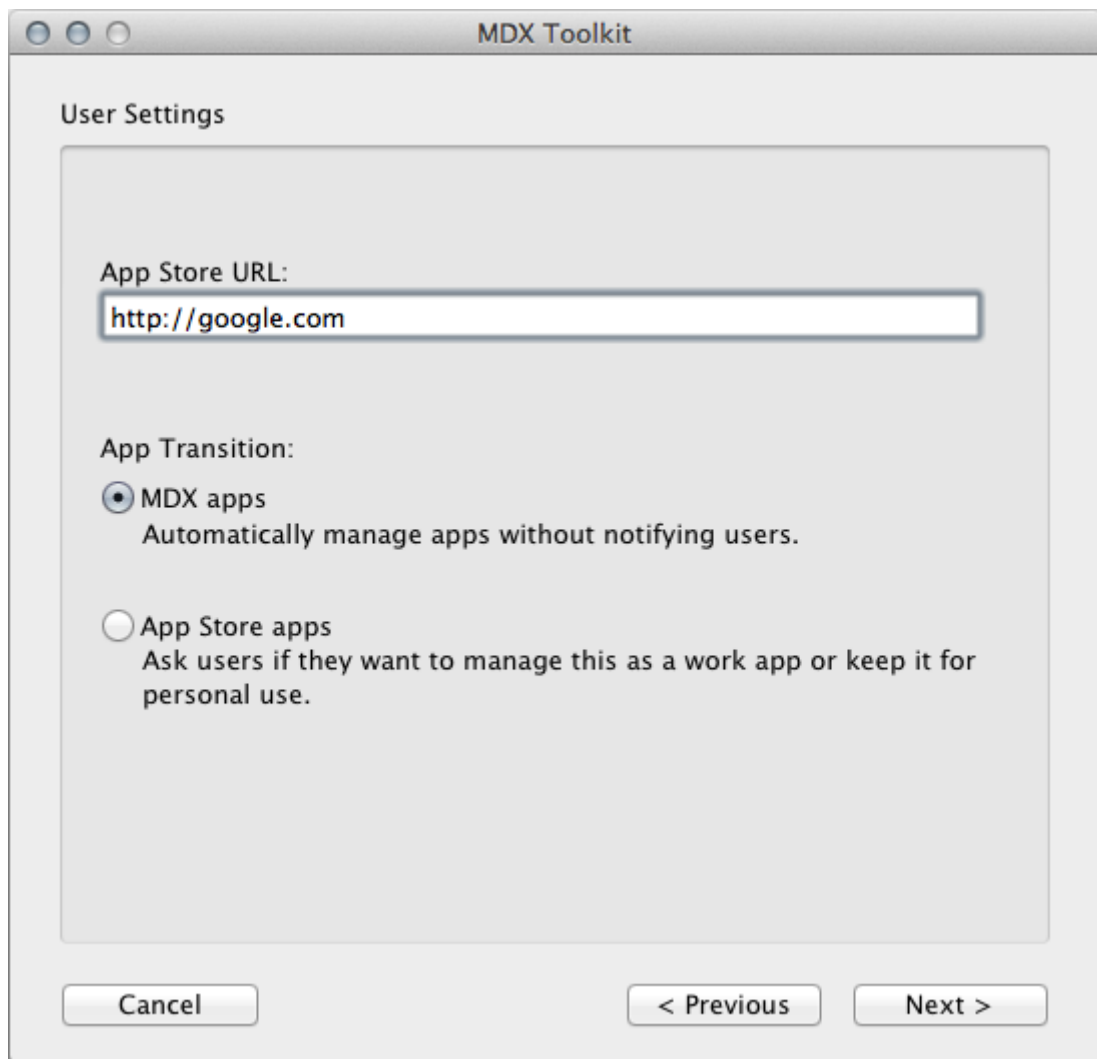 MDX Toolkit
User Settings
App Store URL:
http://google.com
App Transition:
MDX apps
Automatically manage apps without notifying users.
App Store apps
Ask users if they want to manage this as a work app or keep it for
personal use.
Cancel
< Previous
Next >